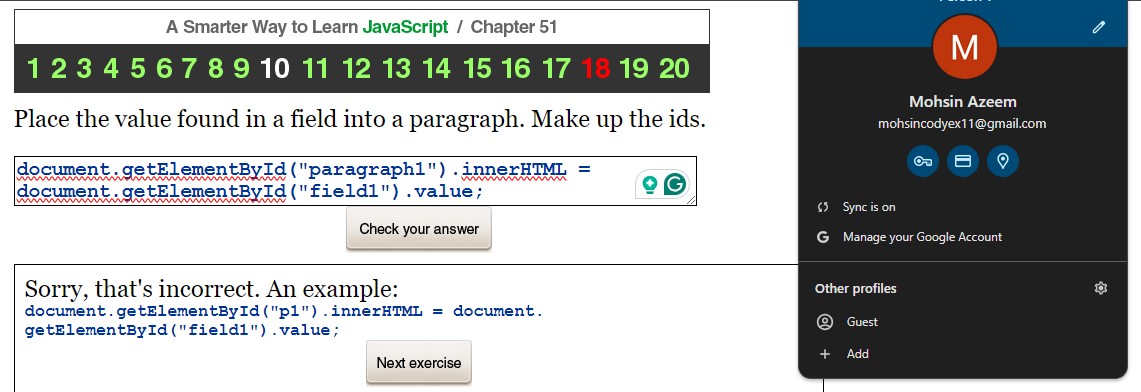 A Smarter Way to Learn JavaScript / Chapter 51
1 2 3 4 5 6 7 8 9 10 11 12 13 14 15 16 17 18 19 20
Place the value found in a field into a paragraph. Make up the ids.
document.getElementById("paragraph1").innerHTML =
document.getElementById("field1").value;
Check your answer
Sorry, that's incorrect. An example:
document.getElementById("p1").innerHTML = document.
getElementById("field1").value;
Next exercise
M
Mohsin Azeem
mohsincodyex11@gmail.com
Sync is on
Manage your Google Account
Other profiles
Guest
Add